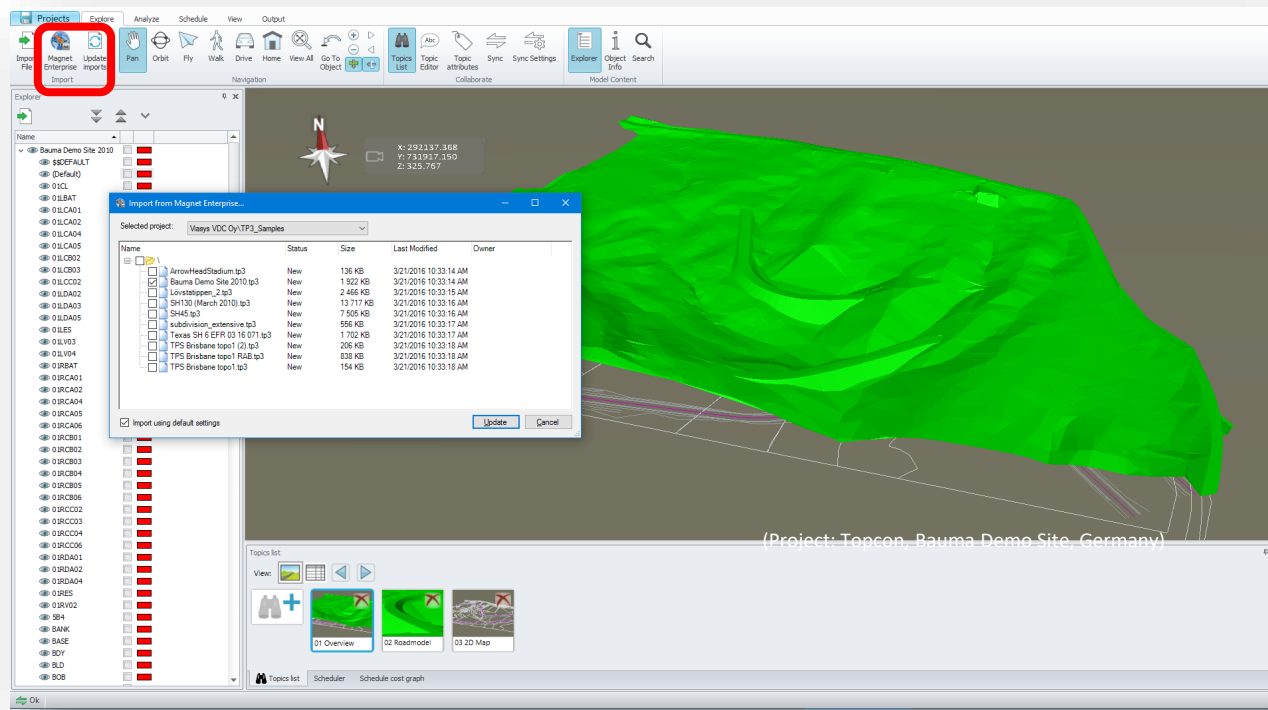 Projects Explore Analyze Schedule View Output
Import File Magnet Enterprise Update Imports Pan Orbit Fly Walk Drive Home View All Go To Object Topics List Abc Topic Editor Topic attributes Sync Sync Settings Explorer Object Info Search
Import Navigation Collaborate Model Content
Explorer
Name
Bauma Demo Site 2010
$$DEFAULT
(Default)
01CL
01LBAT
01LCA01
01LCA02
01LCA04
01LCA05
01LCB02
01LCB03
01LCC02
01LDA02
01LDA03
01LDA05
01LES
01LV03
01LV04
01RBAT
01RCA01
01RCA02
01RCA04
01RCA05
01RCA06
01RCB01
01RCB02
01RCB03
01RCB04
01RCB05
01RCB06
01RCC02
01RCC03
01RCC04
01RCC06
01RDA01
01RDA02
01RDA04
01RES
01RV02
5B4
BANK
BASE
BDY
BLD
BOB
N
X: 292137.368
Y: 731917.150
Z: 325.767
Import from Magnet Enterprise...
Selected project: Viasys VDC Oy\TP3_Samples
Name Status Size Last Modified Owner
\
ArrowHeadStadium.tp3 New 136 KB 3/21/2016 10:33:14 AM
Bauma Demo Site 2010.tp3 New 1 922 KB 3/21/2016 10:33:14 AM
Lövstatippen_2.tp3 New 2 466 KB 3/21/2016 10:33:15 AM
SH130 (March 2010).tp3 New 13 717 KB 3/21/2016 10:33:16 AM
SH45.tp3 New 7 505 KB 3/21/2016 10:33:16 AM
subdivision_extensive.tp3 New 556 KB 3/21/2016 10:33:17 AM
Texas SH 6 EFR 03 16 071.tp3 New 1 702 KB 3/21/2016 10:33:17 AM
TPS Brisbane topo1 (2).tp3 New 206 KB 3/21/2016 10:33:18 AM
TPS Brisbane topo1 RAB.tp3 New 838 KB 3/21/2016 10:33:18 AM
TPS Brisbane topo1.tp3 New 154 KB 3/21/2016 10:33:18 AM
Import using default settings Update Cancel
(Project: Topcon, Bauma Demo Site, Germany)
Topics list
View:
01 Overview 02 Roadmodel 03 2D Map
Topics list Scheduler Schedule cost graph
Ok